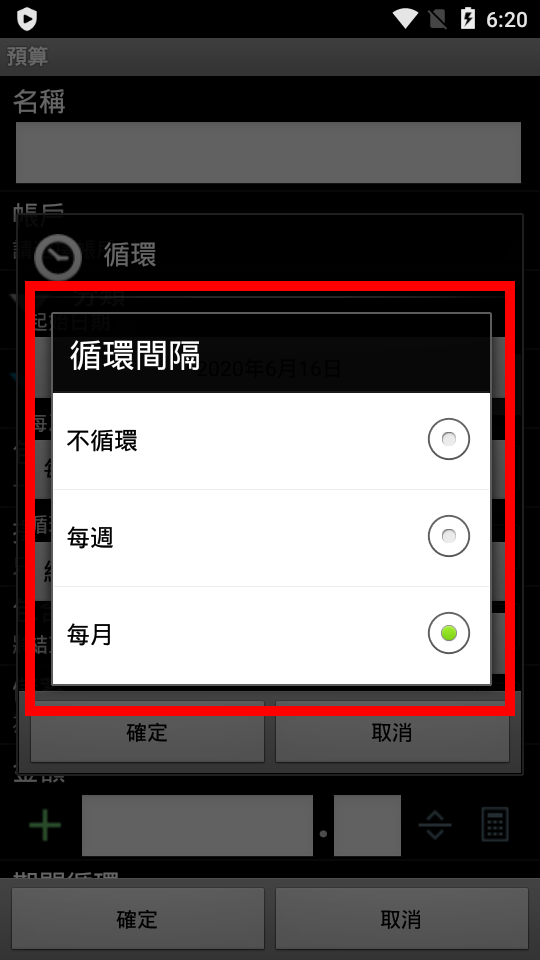 6:20
預算
名稱
帳戶
循環
分類
起始日期
循環間隔
2020年6月16日
不循環
每週
每月
確定
取消
金額
.
期間循環
確定
取消